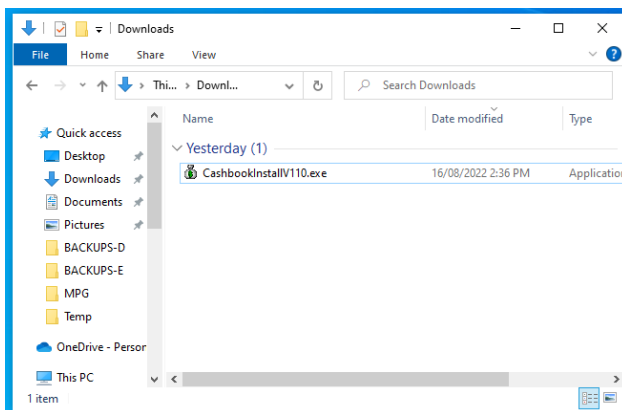 Downloads
File Home Share View
Thi... Downl... Search Downloads
Name Date modified Type
Quick access
Yesterday (1)
Desktop
CashbookInstallV110.exe 16/08/2022 2:36 PM Applicatio
Downloads
Documents
Pictures
BACKUPS-D
BACKUPS-E
MPG
Temp
OneDrive - Person
This PC
1 item